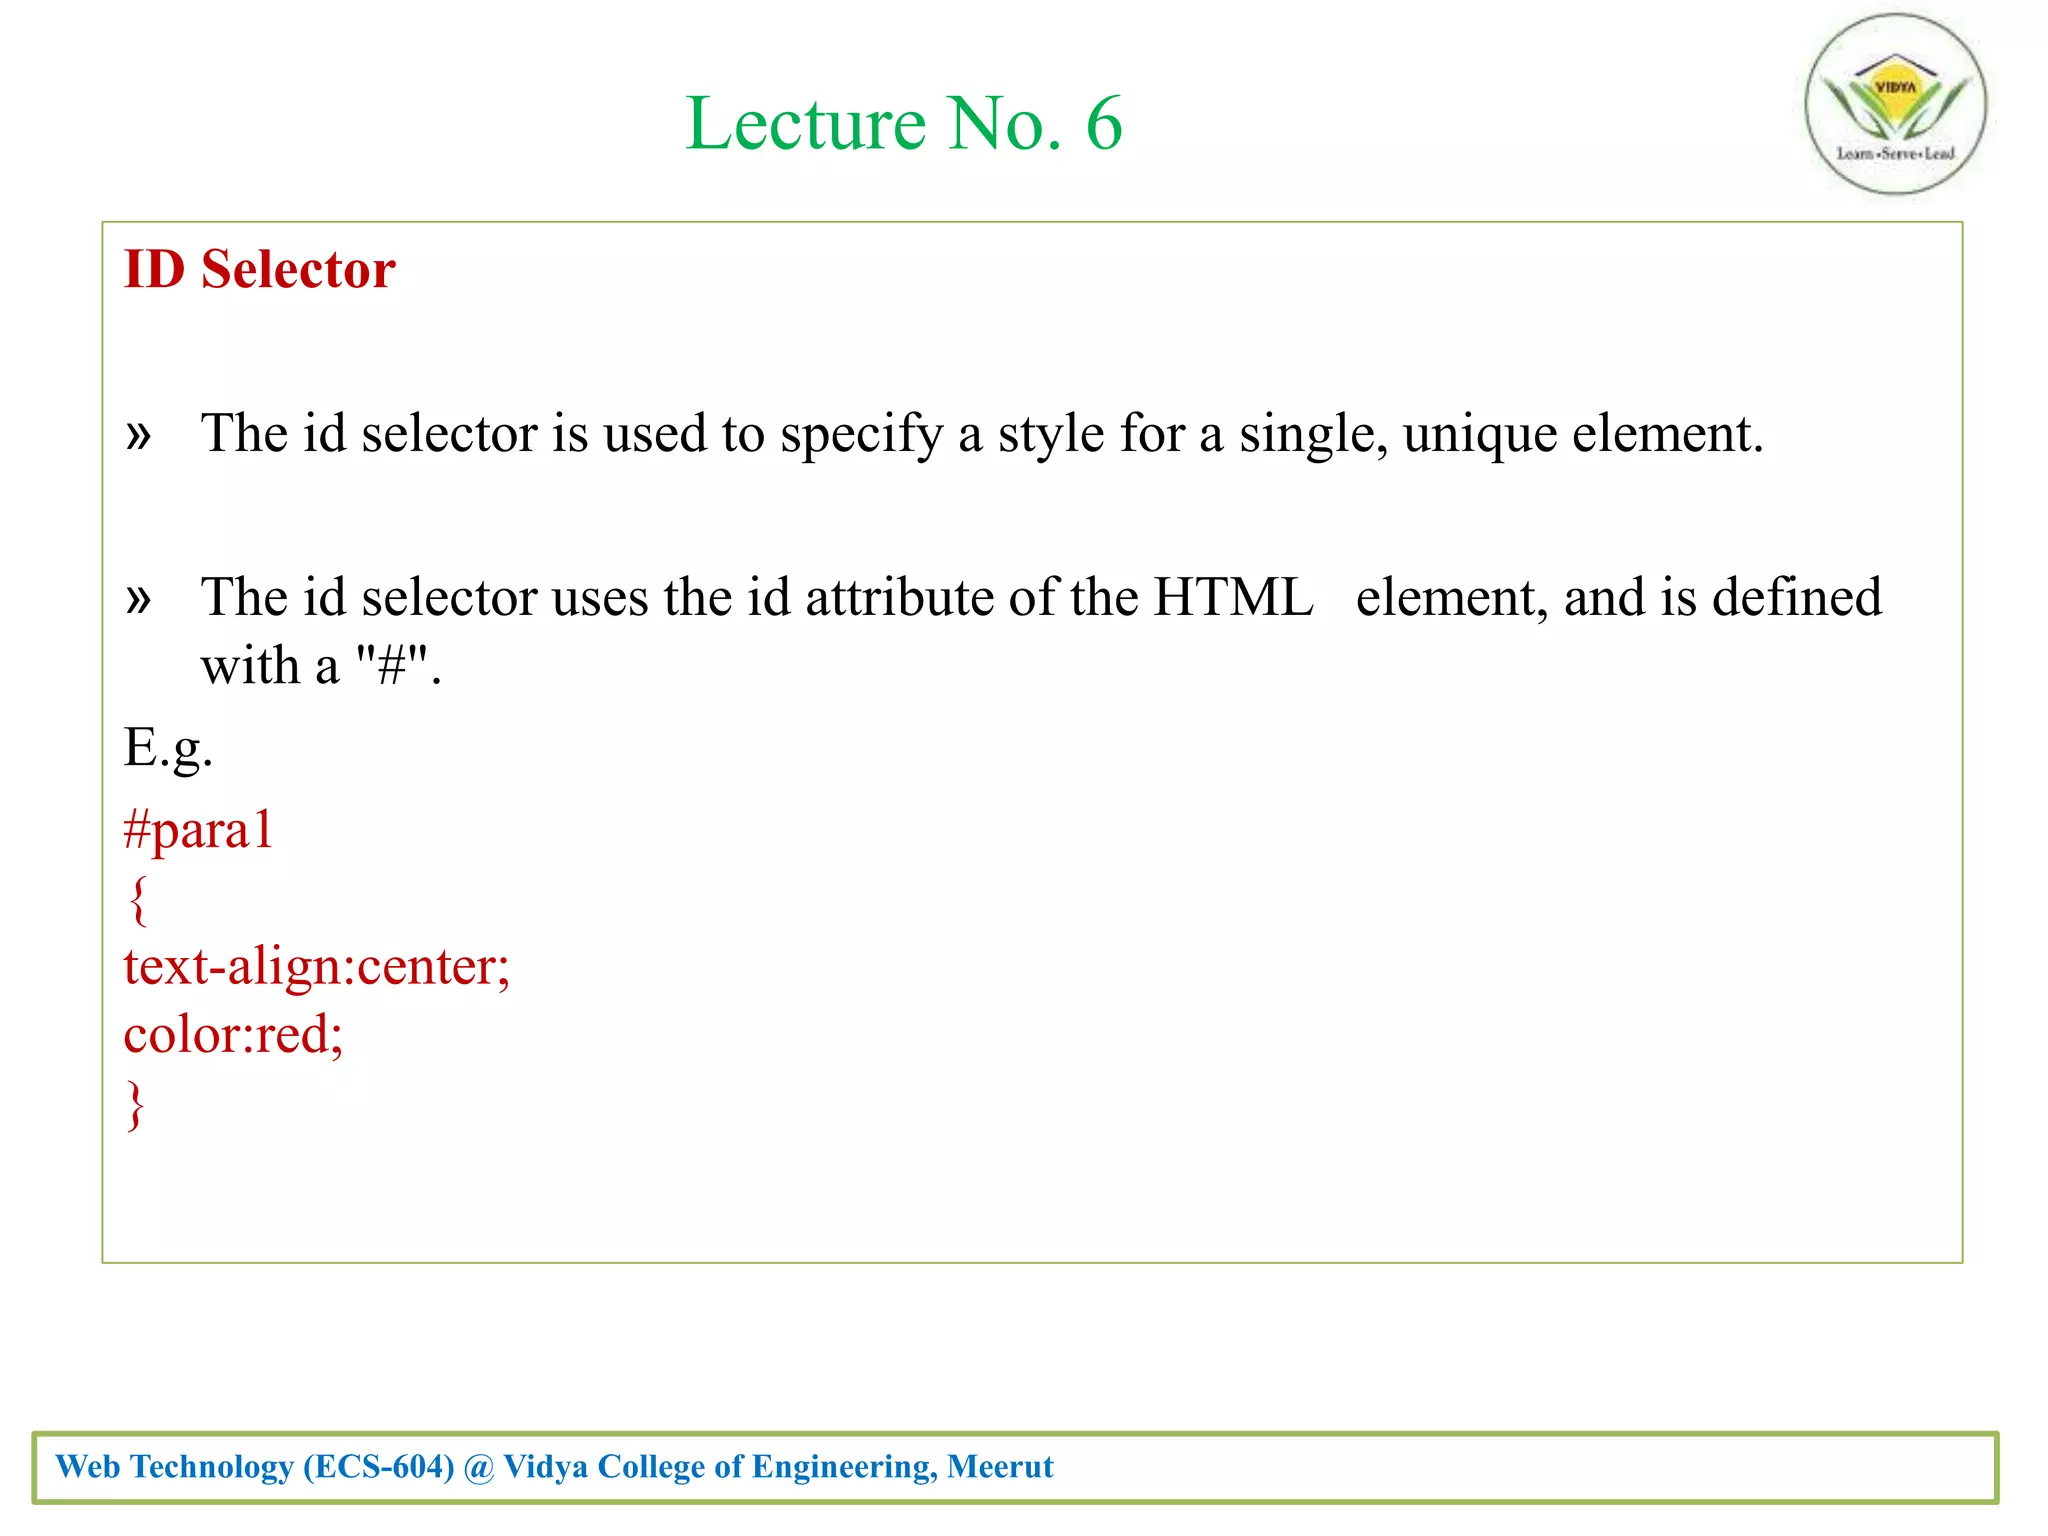 Lecture No. 6
VIDYA
Learn•Serve•Lead
ID Selector
» The id selector is used to specify a style for a single, unique element.
» The id selector uses the id attribute of the HTML   element, and is defined
with a "#".
E.g.
#para1
{
text-align:center;
color:red;
}
Web Technology (ECS-604) @ Vidya College of Engineering, Meerut